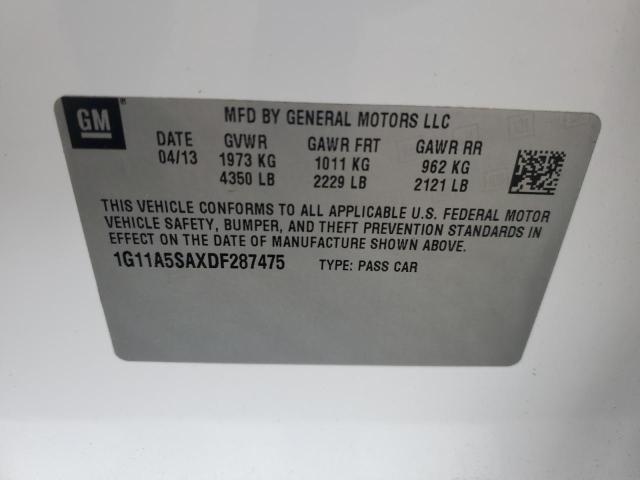 GM
MFD BY GENERAL MOTORS LLC
DATE GVWR GAWR FRT GAWR RR
04/13 1973 KG 1011 KG 962 KG
4350 LB 2229 LB 2121 LB
THIS VEHICLE CONFORMS TO ALL APPLICABLE U.S. FEDERAL MOTOR
VEHICLE SAFETY, BUMPER, AND THEFT PREVENTION STANDARDS IN
EFFECT ON THE DATE OF MANUFACTURE SHOWN ABOVE.
1G11A5SAXDF287475 TYPE: PASS CAR